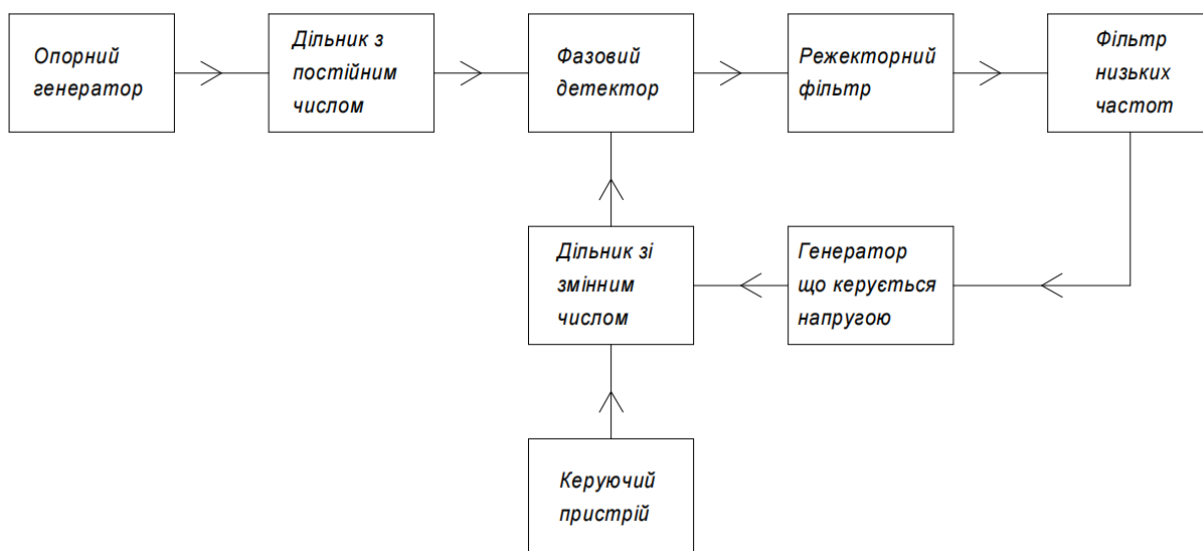 Опорний
генератор
Дільник з
постійним
числом
Фазовий
детектор
Режекторний
фільтр
Фільтр
низьких
частот
Дільник зі
змінним
числом
Генератор
що керується
напругою
Керуючий
пристрій